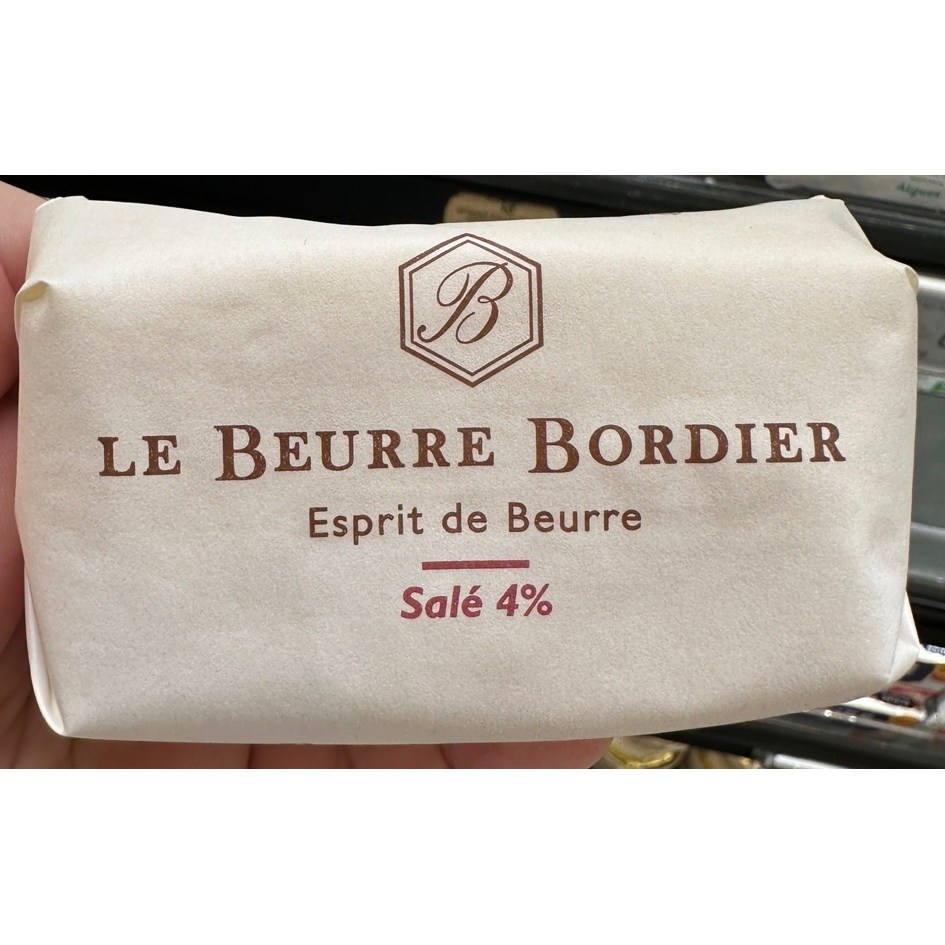 B
LE BEURRE BORDIER
Esprit de Beurre
Salé 4%